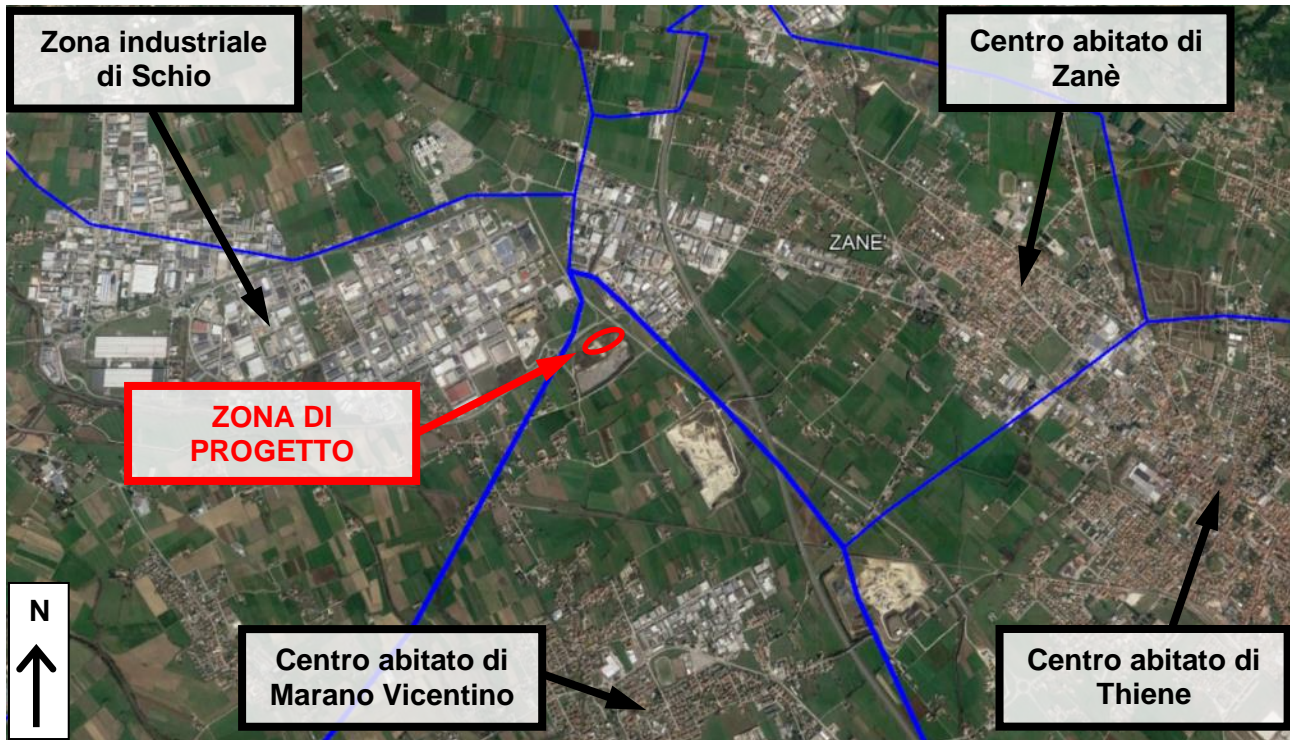 Zona industriale
di Schio
Centro abitato di
Zanè
ZANE'
ZONA DI
PROGETTO
N
Centro abitato di
Marano Vicentino
Centro abitato di
Thiene